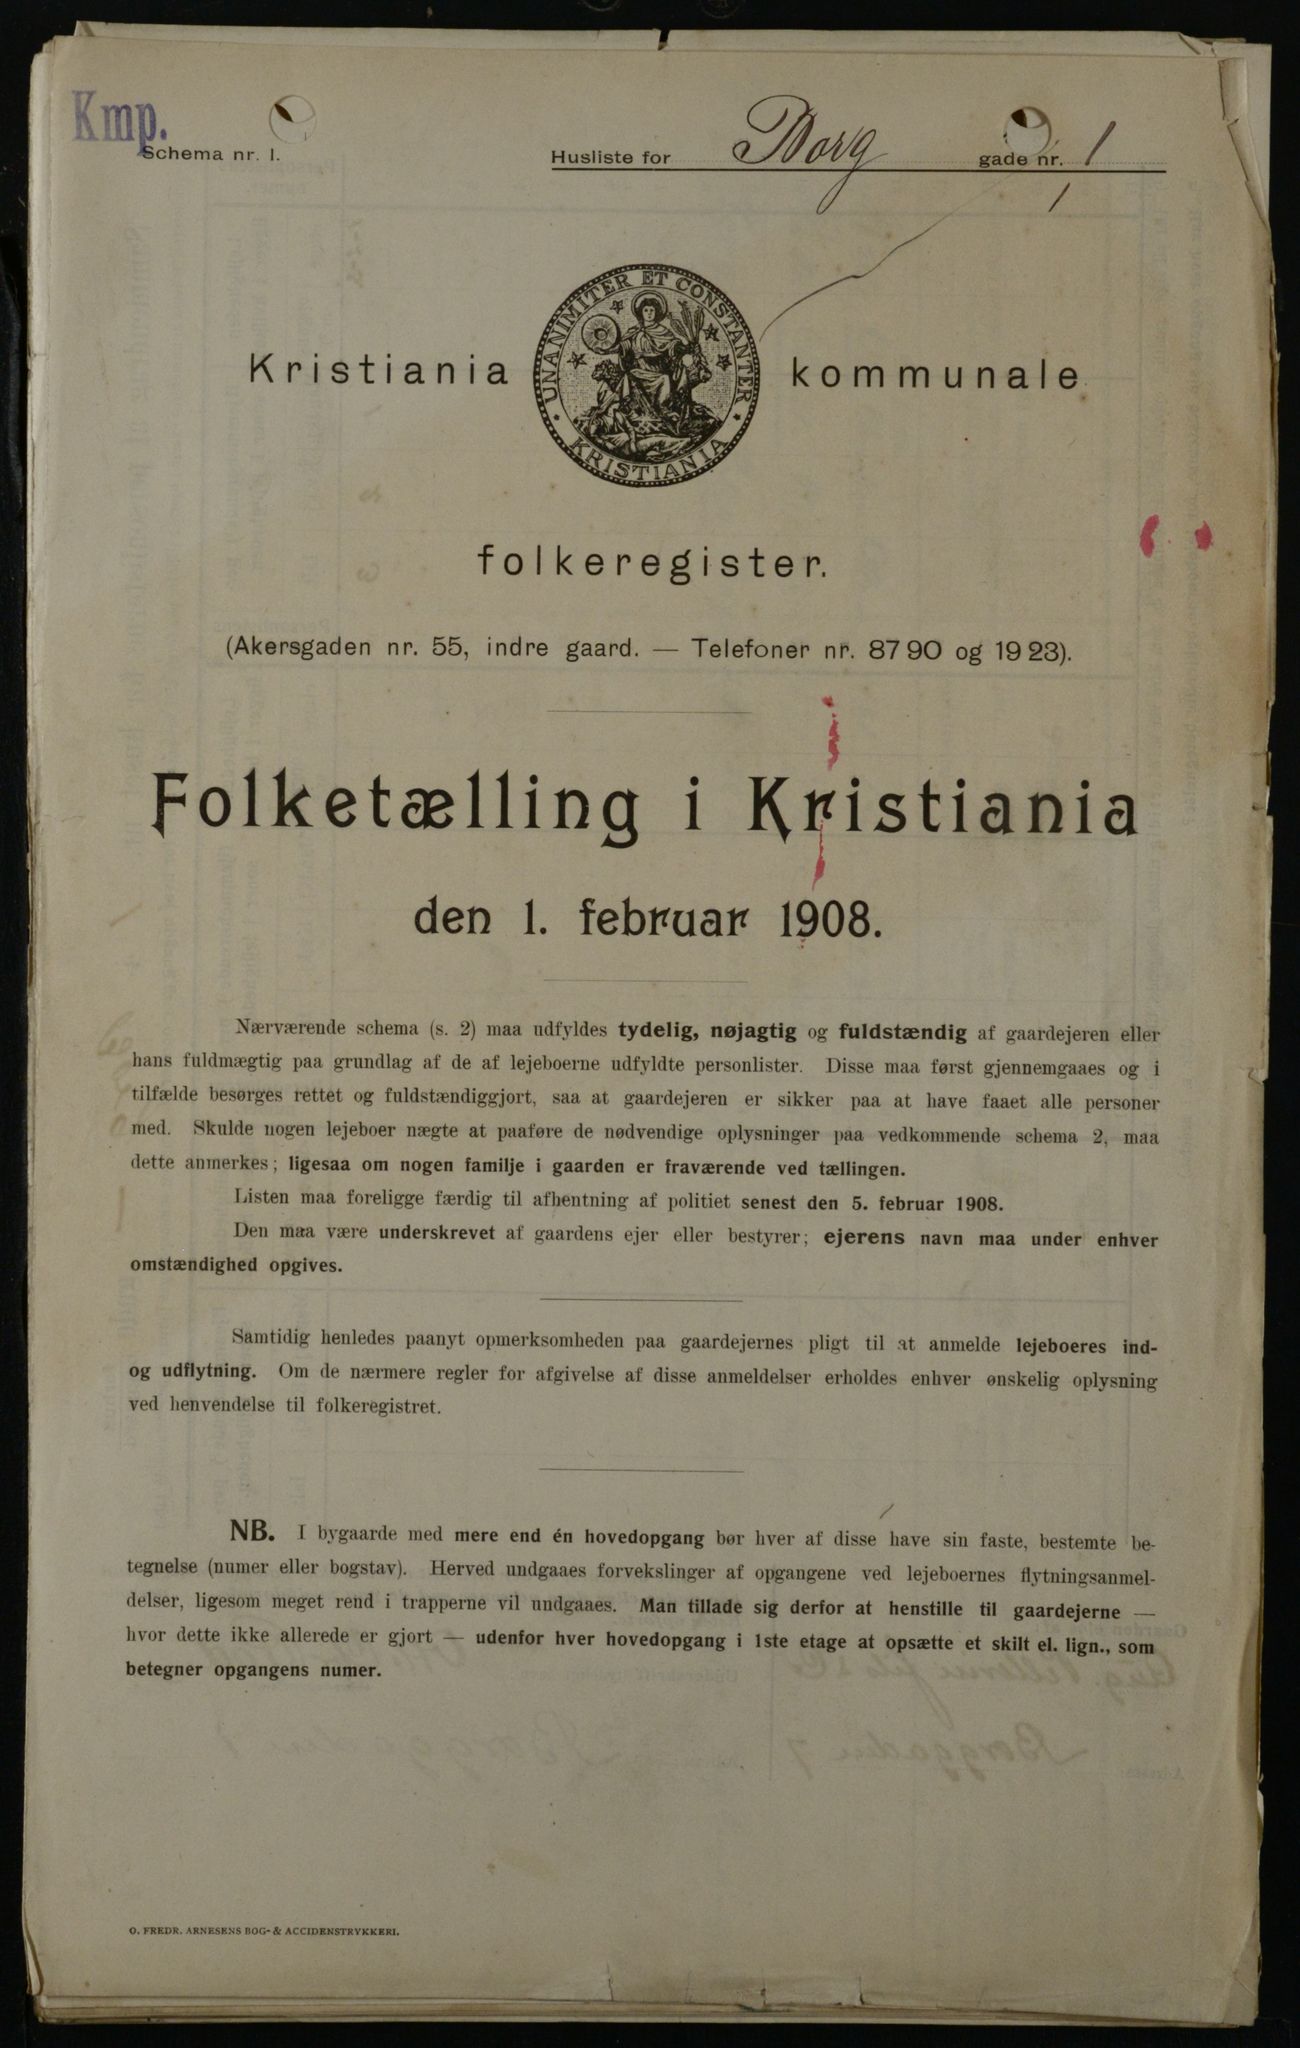 Kmp.
Schema nr. 1.
Husliste for Borg gade nr. 1
1
UNANIMITER ET CONSTANTER
KRISTIANIA
Kristiania kommunale
folkeregister.
(Akersgaden nr. 55, indre gaard. — Telefoner nr. 8790 og 1923).
Folketælling i Kristiania
den 1. februar 1908.
Nærværende schema (s. 2) maa udfyldes tydelig, nøjagtig og fuldstændig af gaardejeren eller
hans fuldmægtig paa grundlag af de af lejeboerne udfyldte personlister. Disse maa først gjennemgaaes og i
tilfælde besørges rettet og fuldstændiggjort, saa at gaardejeren er sikker paa at have faaet alle personer
med. Skulde nogen lejeboer nægte at paaføre de nødvendige oplysninger paa vedkommende schema 2, maa
dette anmerkes; ligesaa om nogen familje i gaarden er fraværende ved tællingen.
Listen maa foreligge færdig til afhentning af politiet senest den 5. februar 1908.
Den maa være underskrevet af gaardens ejer eller bestyrer; ejerens navn maa under enhver
omstændighed opgives.
Samtidig henledes paanyt opmerksomheden paa gaardejernes pligt til at anmelde lejeboeres ind-
og udflytning. Om de nærmere regler for afgivelse af disse anmeldelser erholdes enhver ønskelig oplysning
ved henvendelse til folkeregistret.
NB. I bygaarde med mere end én hovedopgang bør hver af disse have sin faste, bestemte be-
tegnelse (numer eller bogstav). Herved undgaaes forvekslinger af opgangene ved lejeboernes flytningsanmel-
delser, ligesom meget rend i trapperne vil undgaaes. Man tillade sig derfor at henstille til gaardejerne —
hvor dette ikke allerede er gjort — udenfor hver hovedopgang i 1ste etage at opsætte et skilt el. lign., som
betegner opgangens numer.
O. FREDR. ARNESENS BOG- & ACCIDENSTRYKKERI.